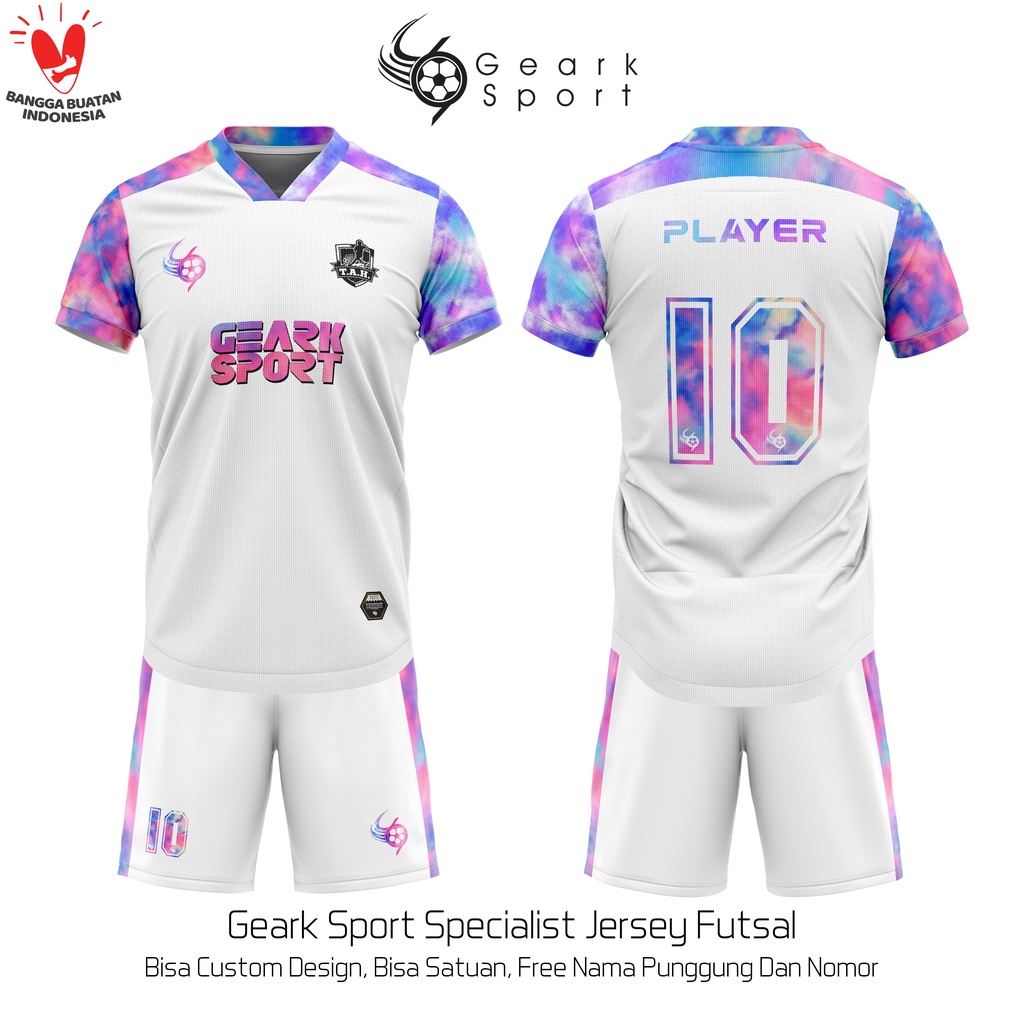 BANGGA BUATAN
INDONESIA
Geark
Sport
T.A.H.
GEARK
SPORT
PLAYER
10
10
Geark Sport Specialist Jersey Futsal
Bisa Custom Design, Bisa Satuan, Free Nama Punggung Dan Nomor